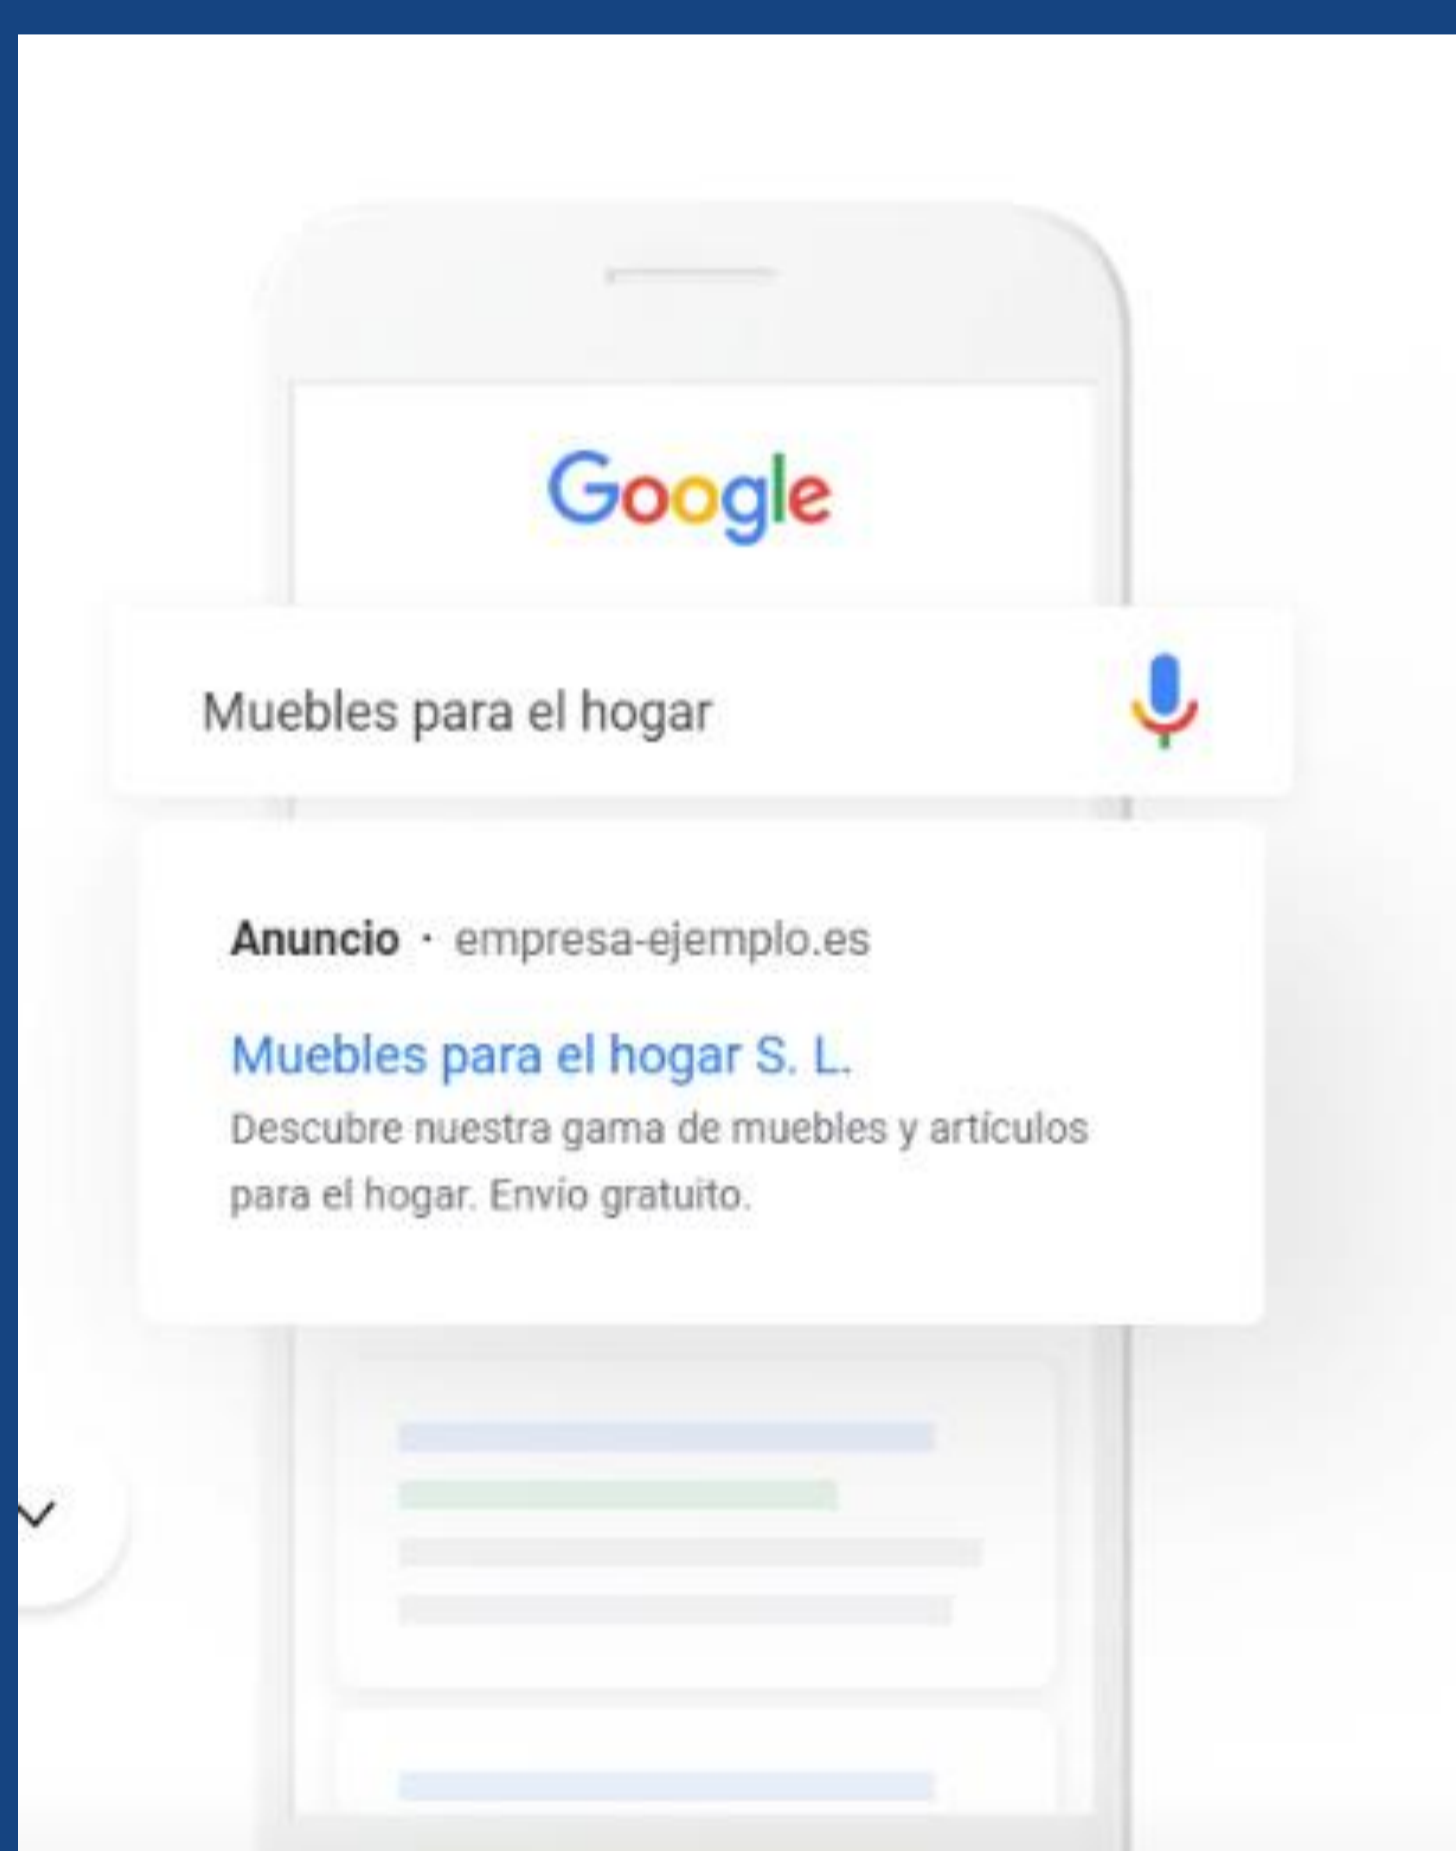 Google
Muebles para el hogar
Anuncio · empresa-ejemplo.es
Muebles para el hogar S. L.
Descubre nuestra gama de muebles y artículos
para el hogar. Envío gratuito.